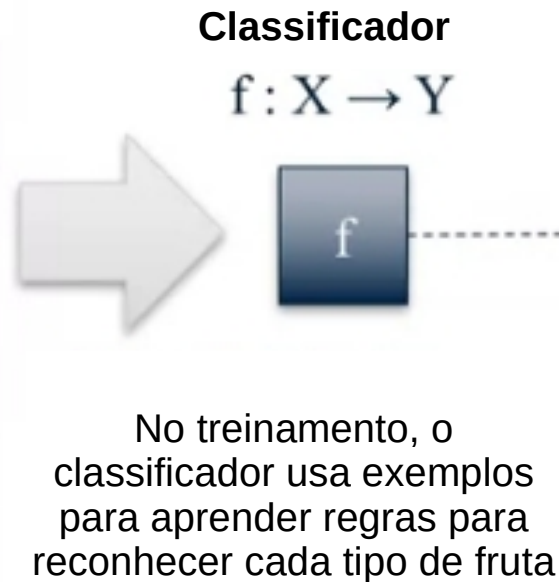 Classificador
f : X → Y
f
No treinamento, o
classificador usa exemplos
para aprender regras para
reconhecer cada tipo de fruta